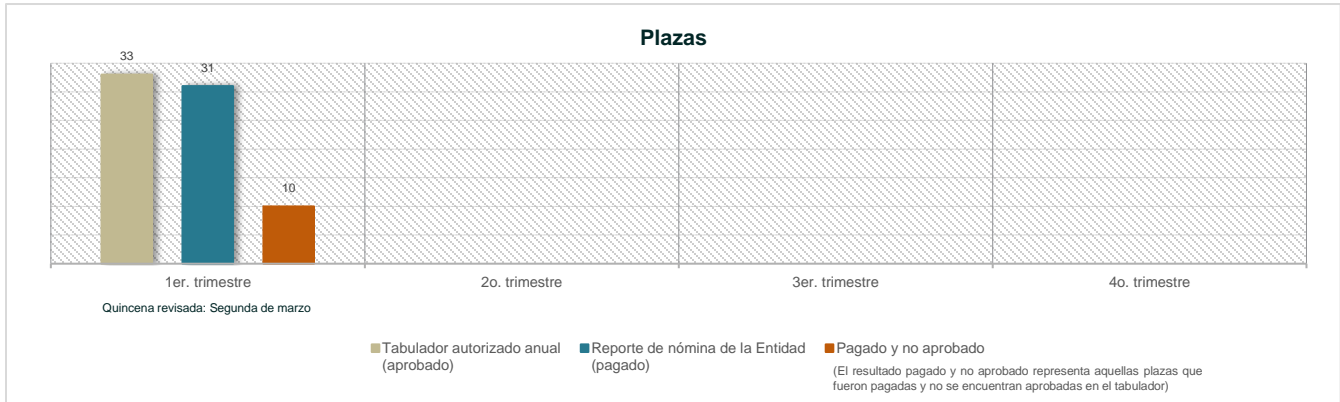 Plazas
33
31
10
1er. trimestre
2o. trimestre
3er. trimestre
4o. trimestre
Quincena revisada: Segunda de marzo
Tabulador autorizado anual
(aprobado)
Reporte de nómina de la Entidad
(pagado)
Pagado y no aprobado
(El resultado pagado y no aprobado representa aquellas plazas que
fueron pagadas y no se encuentran aprobadas en el tabulador)